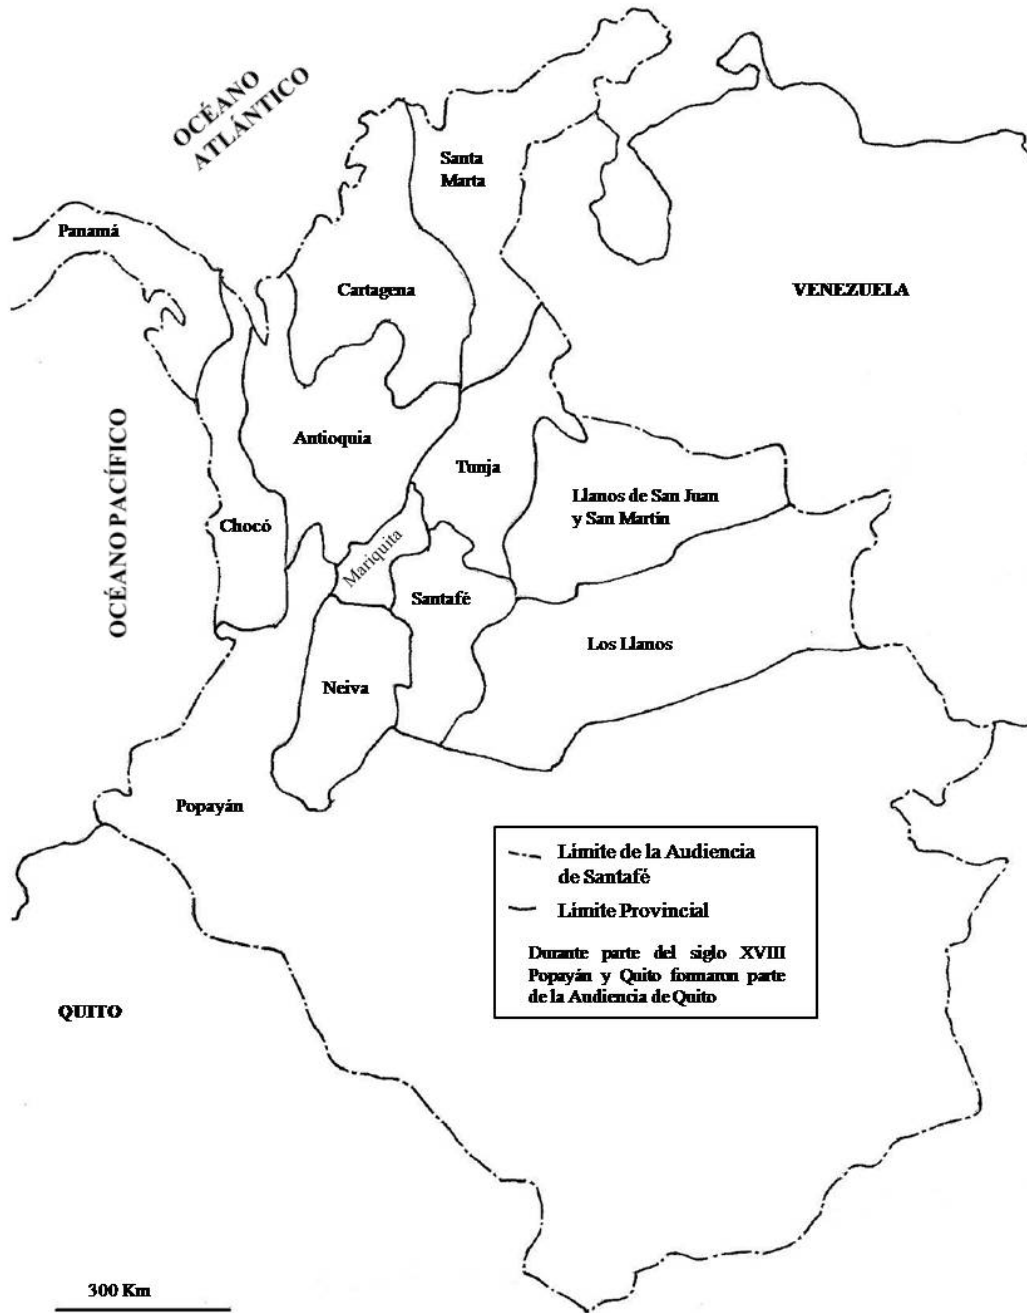 OCÉANO
ATLÁNTICO
Santa
Marta
Panamá
Cartagena
VENEZUELA
OCÉANO PACÍFICO
Antioquia
Tunja
Llanos de San Juan
y San Martín
Chocó
Mariquita
Santafé
Los Llanos
Neiva
Popayán
Límite de la Audiencia
de Santafé
Límite Provincial
Durante parte del siglo XVIII
Popayán y Quito formaron parte
de la Audiencia de Quito
QUITO
300 Km